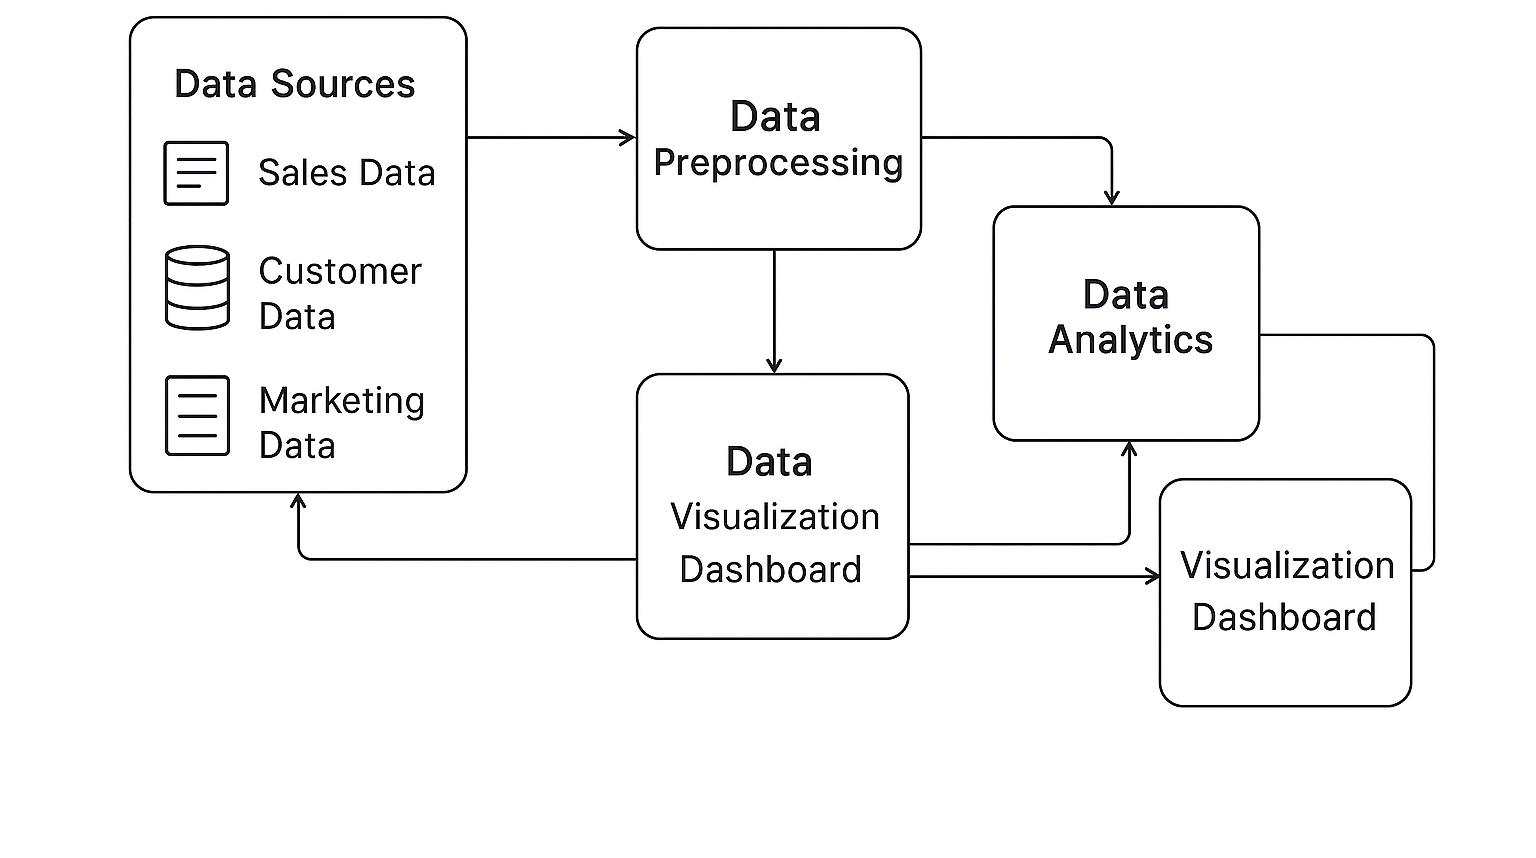 Data Sources
Sales Data
Customer
Data
Marketing
Data
Data
Preprocessing
Data
Analytics
Data
Visualization
Dashboard
Visualization
Dashboard